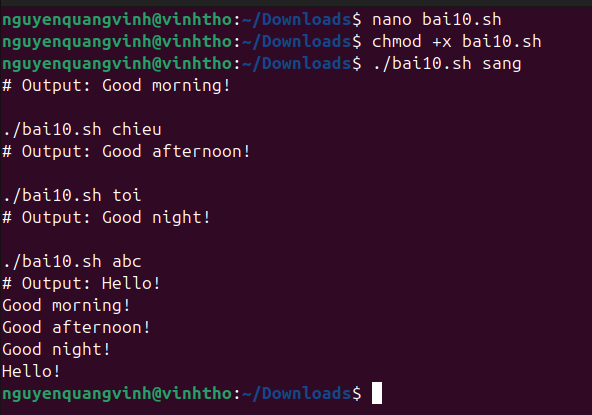 nguyenquangvinh@vinhtho:~/Downloads$ nano bai10.sh
nguyenquangvinh@vinhtho:~/Downloads$ chmod +x bai10.sh
nguyenquangvinh@vinhtho:~/Downloads$ ./bai10.sh sang
# Output: Good morning!
./bai10.sh chieu
# Output: Good afternoon!
./bai10.sh toi
# Output: Good night!
./bai10.sh abc
# Output: Hello!
Good morning!
Good afternoon!
Good night!
Hello!
nguyenquangvinh@vinhtho:~/Downloads$